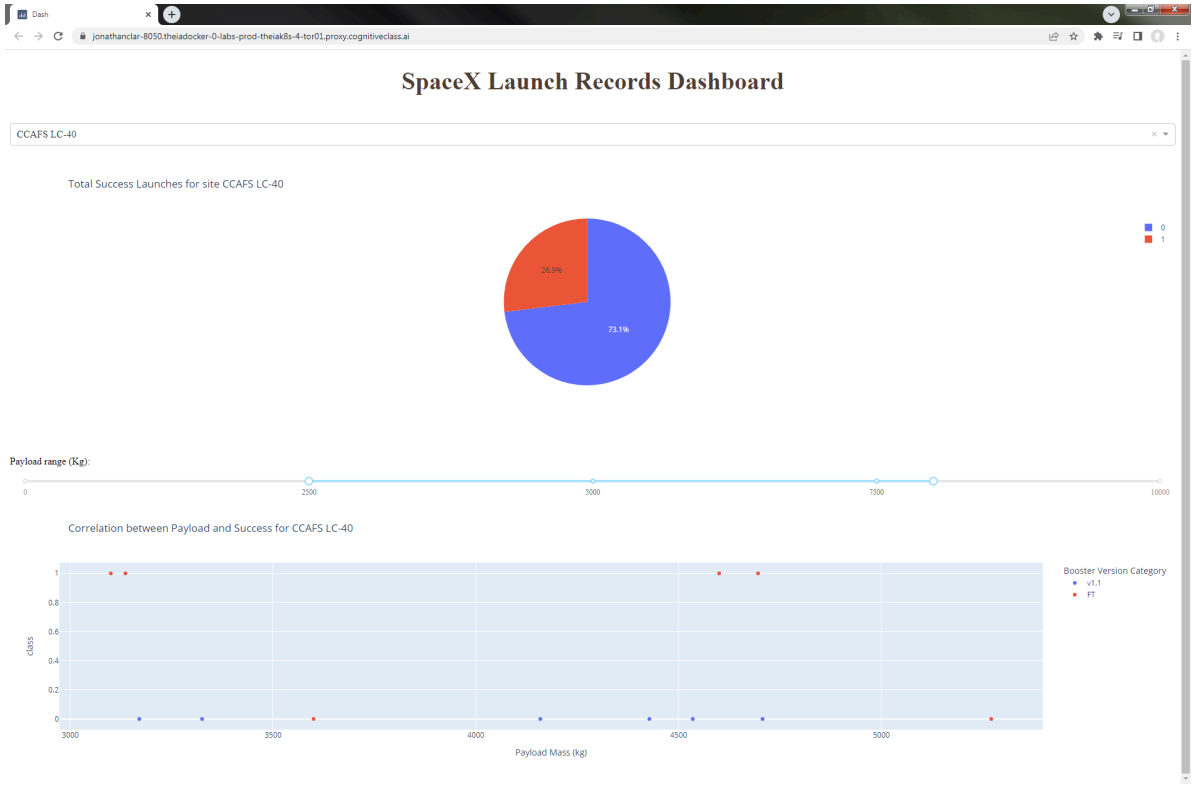 Dash
jonathanclar-8050.theiadocker-0-labs-prod-theiak8s-4-tor01.proxy.cognitiveclass.ai
SpaceX Launch Records Dashboard
CCAFS LC-40
Total Success Launches for site CCAFS LC-40
0
1
26.9%
73.1%
Payload range (Kg):
0 2500 5000 7500 10000
Correlation between Payload and Success for CCAFS LC-40
Booster Version Category
v1.1
FT
1
0.8
0.6
0.4
0.2
0
class
3000 3500 4000 4500 5000
Payload Mass (kg)